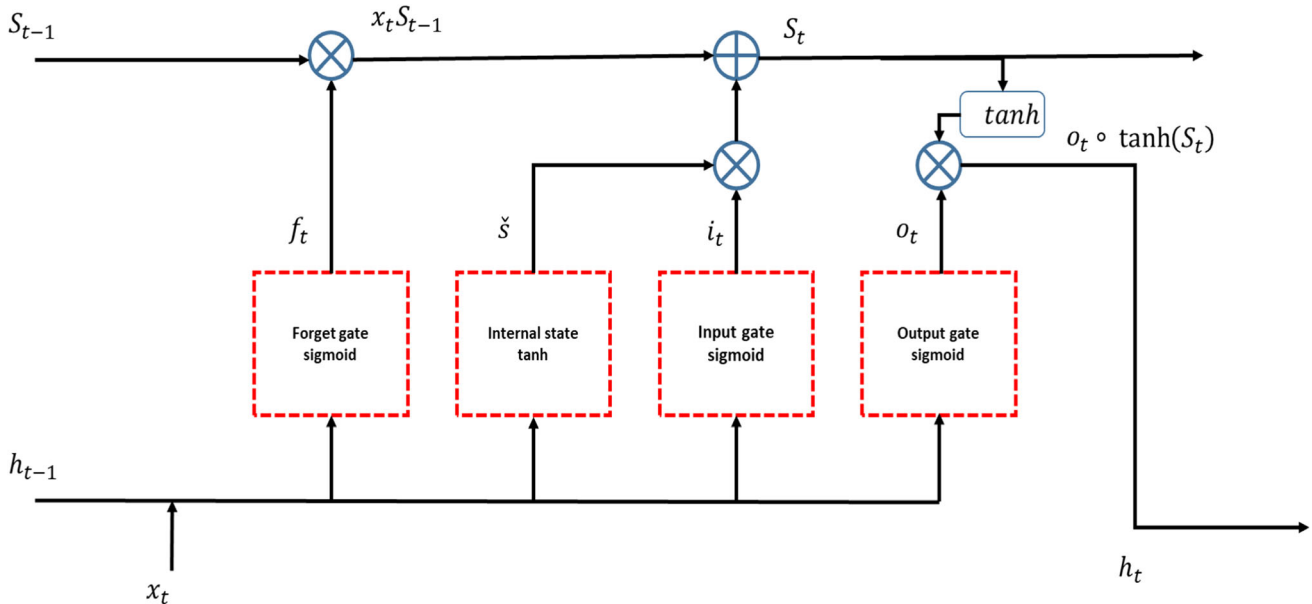 S_{t−1}
x_t S_{t−1}
S_t
tanh
o_t ∘ tanh(S_t)
f_t
š
i_t
o_t
Forget gate
sigmoid
Internal state
tanh
Input gate
sigmoid
Output gate
sigmoid
h_{t−1}
x_t
h_t